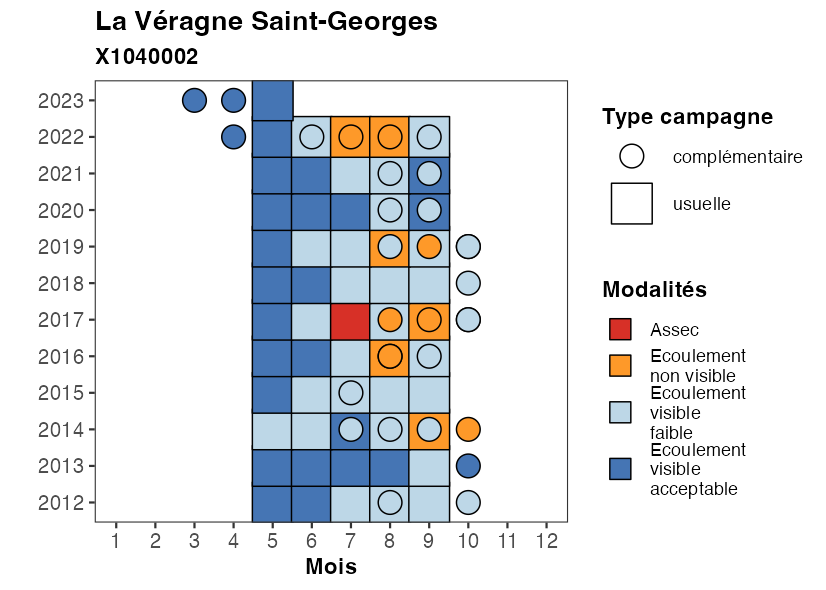 La Véragne Saint-Georges
X1040002
2023
2022
2021
2020
2019
2018
2017
2016
2015
2014
2013
2012
1 2 3 4 5 6 7 8 9 10 11 12
Mois
Type campagne
complémentaire
usuelle
Modalités
Assec
Ecoulement
non visible
Ecoulement
visible
faible
Ecoulement
visible
acceptable